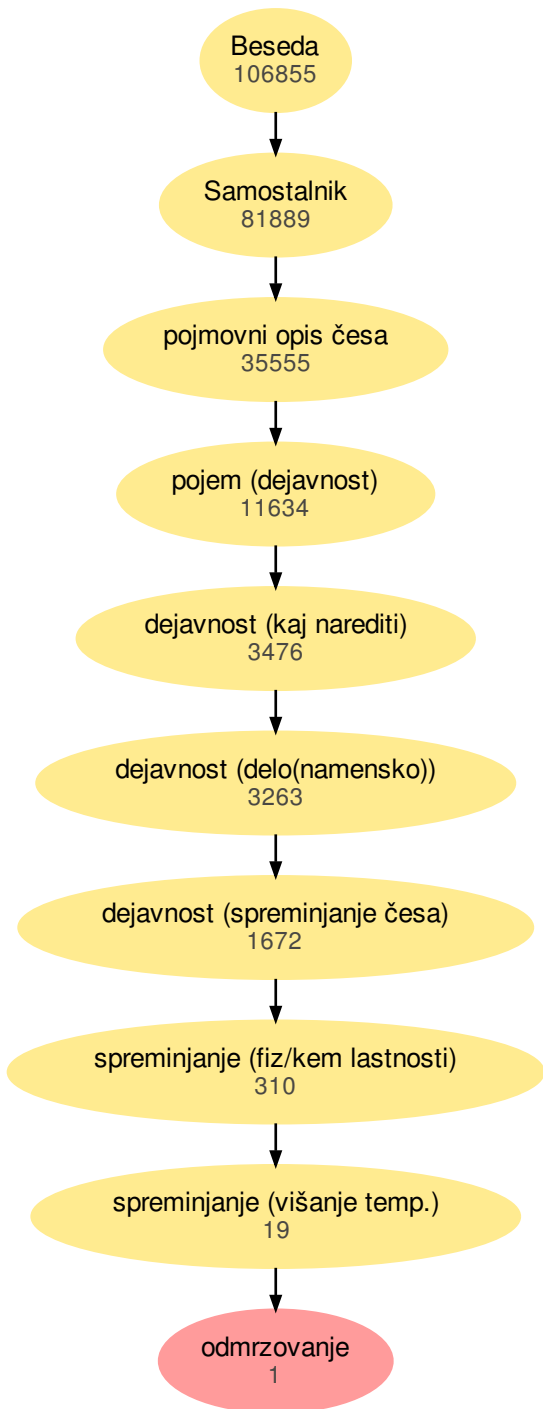 Beseda
106855
Samostalnik
81889
pojmovni opis česa
35555
pojem (dejavnost)
11634
dejavnost (kaj narediti)
3476
dejavnost (delo(namensko))
3263
dejavnost (spreminjanje česa)
1672
spreminjanje (fiz/kem lastnosti)
310
spreminjanje (višanje temp.)
19
odmrzovanje
1